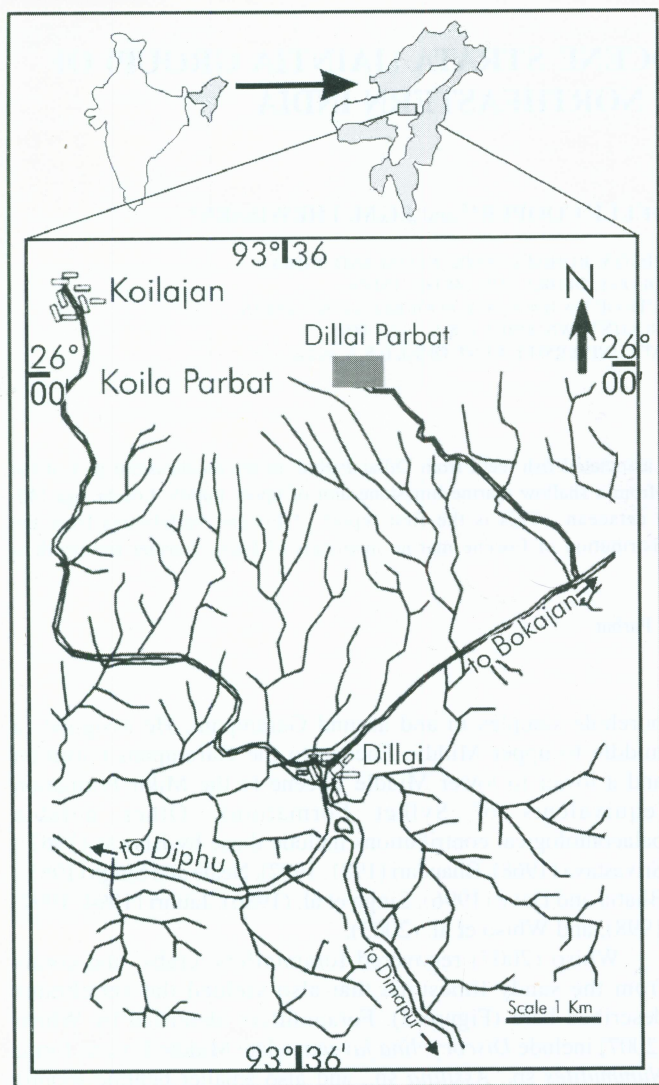 93° 36
Koilajan
N
Dillai Parbat
26°
00'
26°
00'
Koila Parbat
to Bokajan
Dillai
to Diphu
to Dimapur
Scale 1 Km
93° 36'